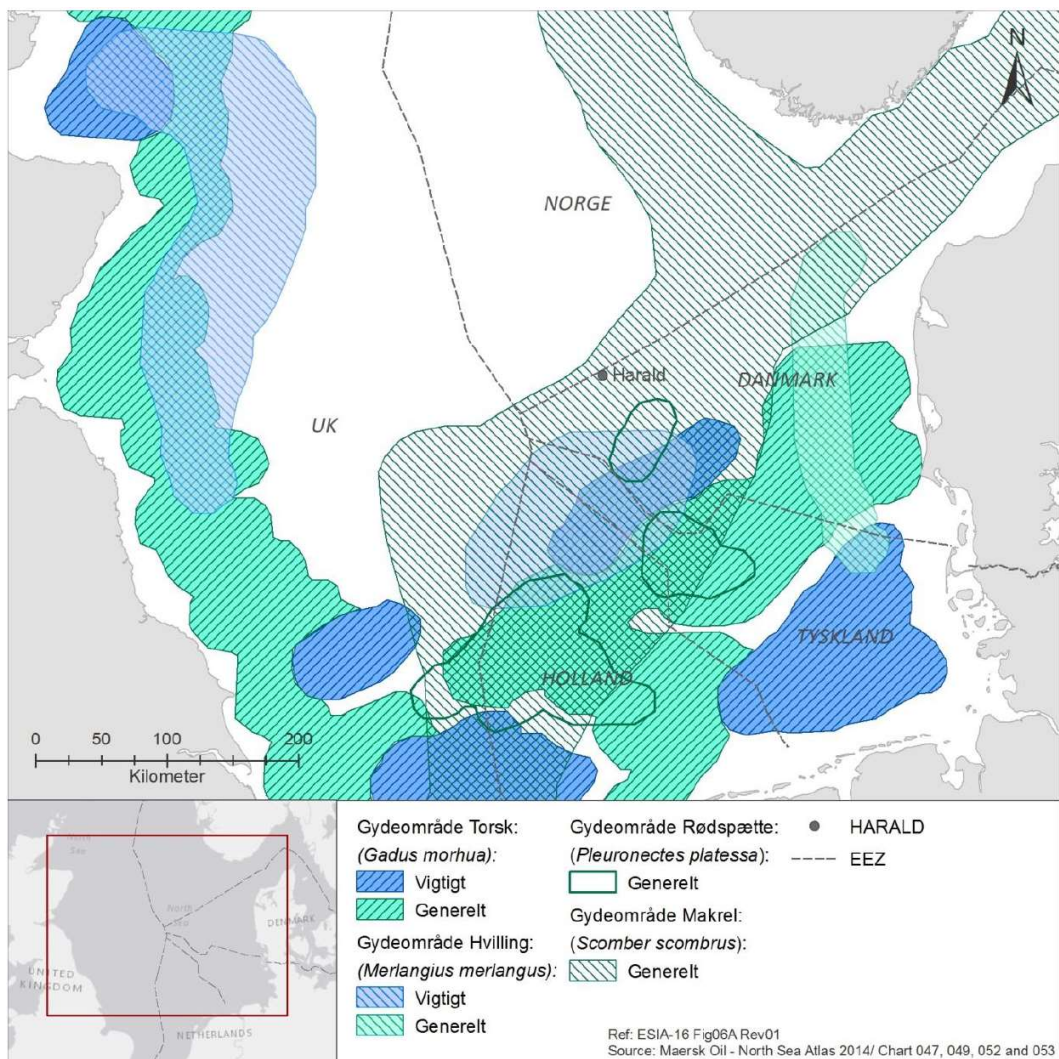 N
NORGE
Harald
DANMARK
UK
TYSKLAND
HOLLAND
0 50 100 200
Kilometer
North
Sea
North
Sea
DENMARK
UNITED
KINGDOM
NETHERLANDS
Gydeområde Torsk:
(Gadus morhua):
Vigtigt
Generelt
Gydeområde Hvilling:
(Merlangius merlangus):
Vigtigt
Generelt
Gydeområde Rødspætte:
(Pleuronectes platessa):
Generelt
Gydeområde Makrel:
(Scomber scombrus):
Generelt
HARALD
EEZ
Ref: ESIA-16 Fig06A Rev01
Source: Maersk Oil - North Sea Atlas 2014/ Chart 047, 049, 052 and 053